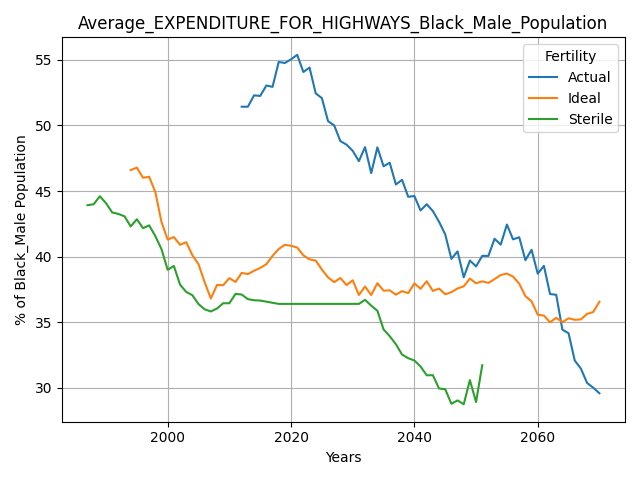 Average_EXPENDITURE_FOR_HIGHWAYS_Black_Male_Population
Fertility
Actual
Ideal
Sterile
% of Black_Male Population
55
50
45
40
35
30
2000 2020 2040 2060
Years